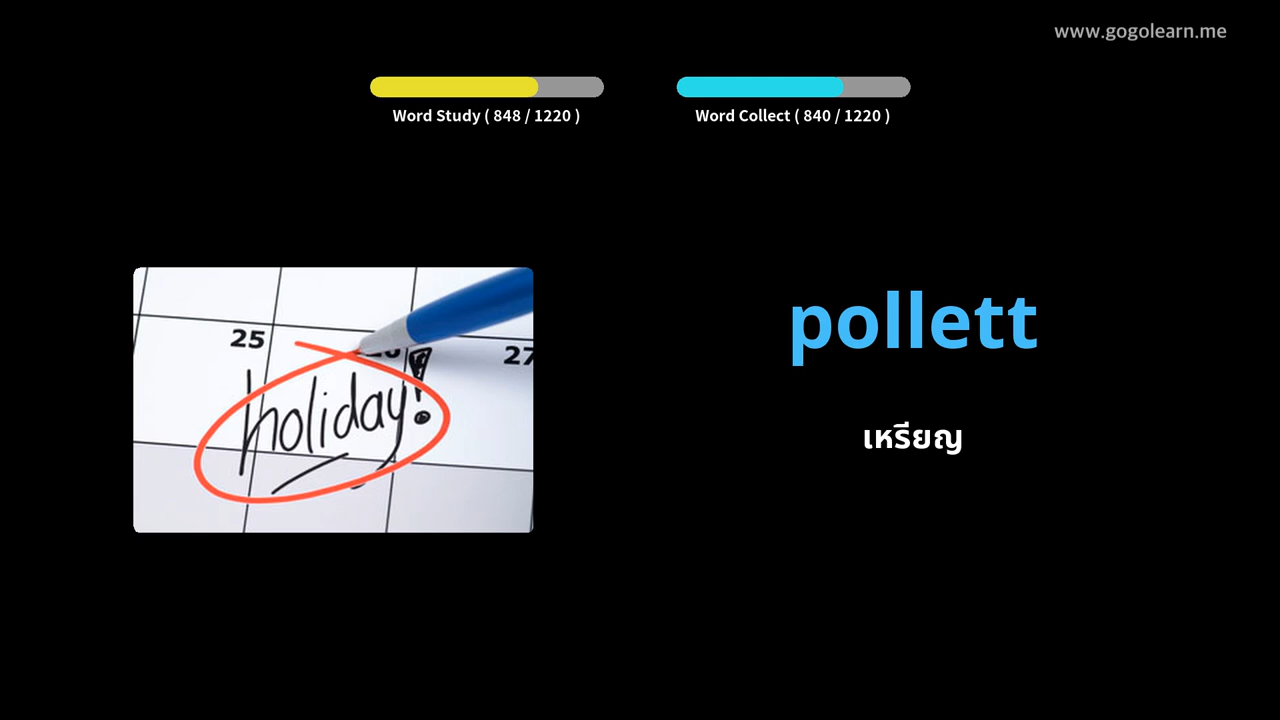 www.gogolearn.me
Word Study ( 848 / 1220 )
Word Collect ( 840 / 1220 )
pollett
เหรียญ
25
27
holiday!